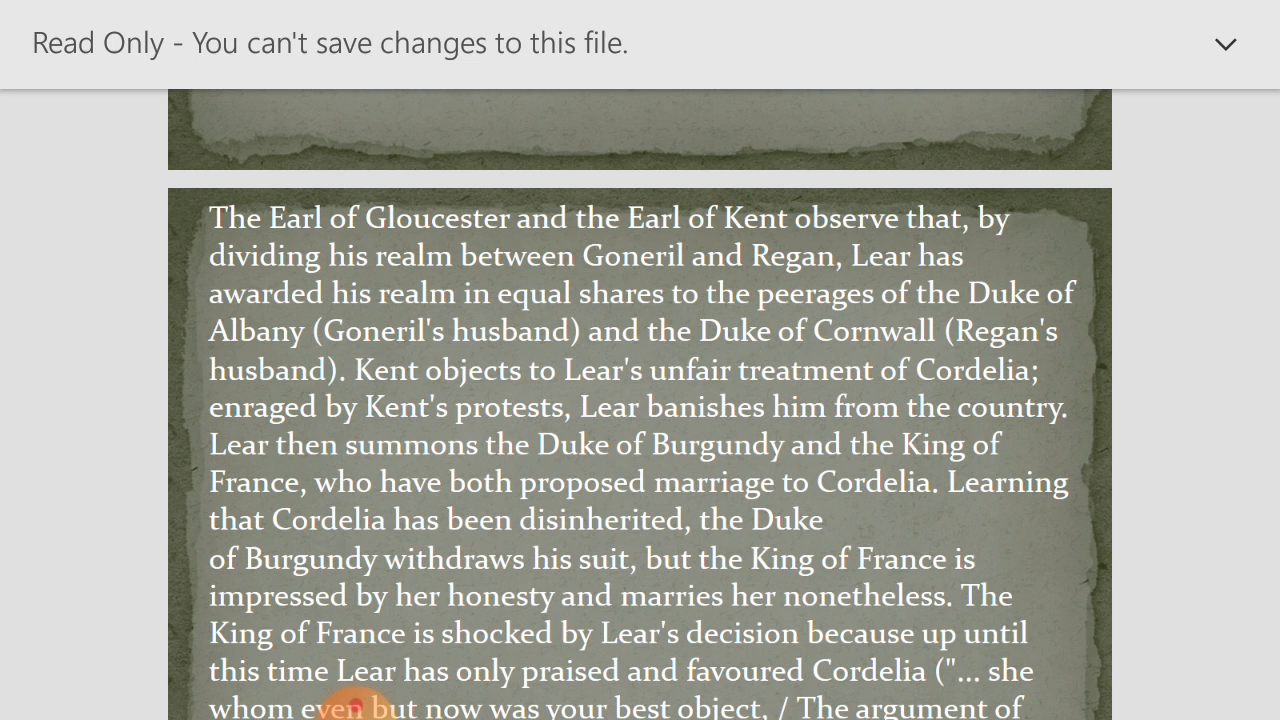 Read Only - You can't save changes to this file.
The Earl of Gloucester and the Earl of Kent observe that, by
dividing his realm between Goneril and Regan, Lear has
awarded his realm in equal shares to the peerages of the Duke of
Albany (Goneril's husband) and the Duke of Cornwall (Regan's
husband). Kent objects to Lear's unfair treatment of Cordelia;
enraged by Kent's protests, Lear banishes him from the country.
Lear then summons the Duke of Burgundy and the King of
France, who have both proposed marriage to Cordelia. Learning
that Cordelia has been disinherited, the Duke
of Burgundy withdraws his suit, but the King of France is
impressed by her honesty and marries her nonetheless. The
King of France is shocked by Lear's decision because up until
this time Lear has only praised and favoured Cordelia ("... she
whom even but now was your best object, / The argument of